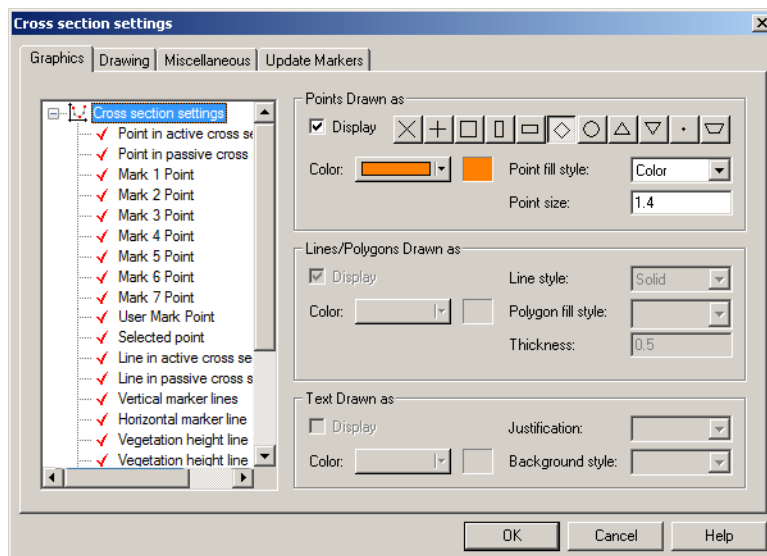 Cross section settings
Graphics Drawing Miscellaneous Update Markers
Cross section settings
Point in active cross se
Point in passive cross
Mark 1 Point
Mark 2 Point
Mark 3 Point
Mark 4 Point
Mark 5 Point
Mark 6 Point
Mark 7 Point
User Mark Point
Selected point
Line in active cross se
Line in passive cross s
Vertical marker lines
Horizontal marker line
Vegetation height line
Vegetation height line
Points Drawn as
Display
Color: Point fill style: Color
Point size: 1.4
Lines/Polygons Drawn as
Display Line style: Solid
Color: Polygon fill style:
Thickness: 0.5
Text Drawn as
Display Justification:
Color: Background style:
OK Cancel Help